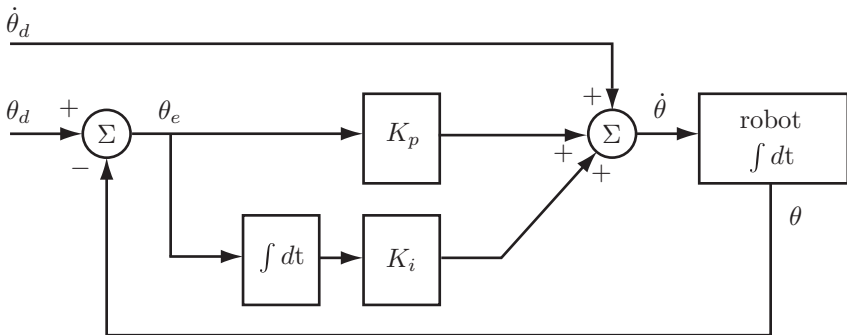 θ̇_d
θ_d
+
Σ
−
θ_e
K_p
∫ dt
K_i
+
+
+
Σ
θ̇
robot
∫ dt
θ